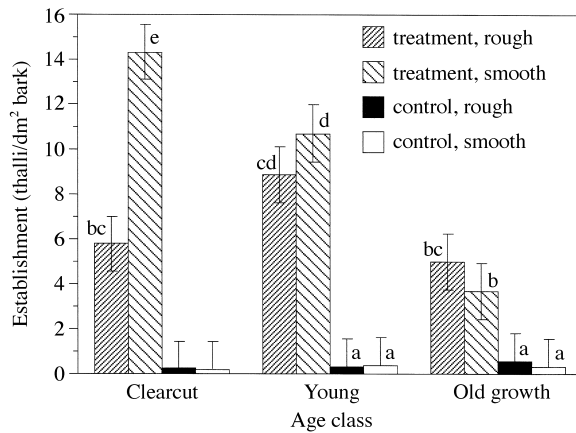 16
14
12
10
8
6
4
2
0
Establishment (thalli/dm² bark)
treatment, rough
treatment, smooth
control, rough
control, smooth
bc
e
cd
d
a
a
bc
b
a
a
Clearcut
Young
Old growth
Age class